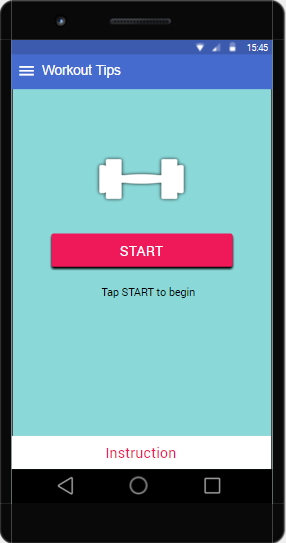 15:45
Workout Tips
START
Tap START to begin
Instruction